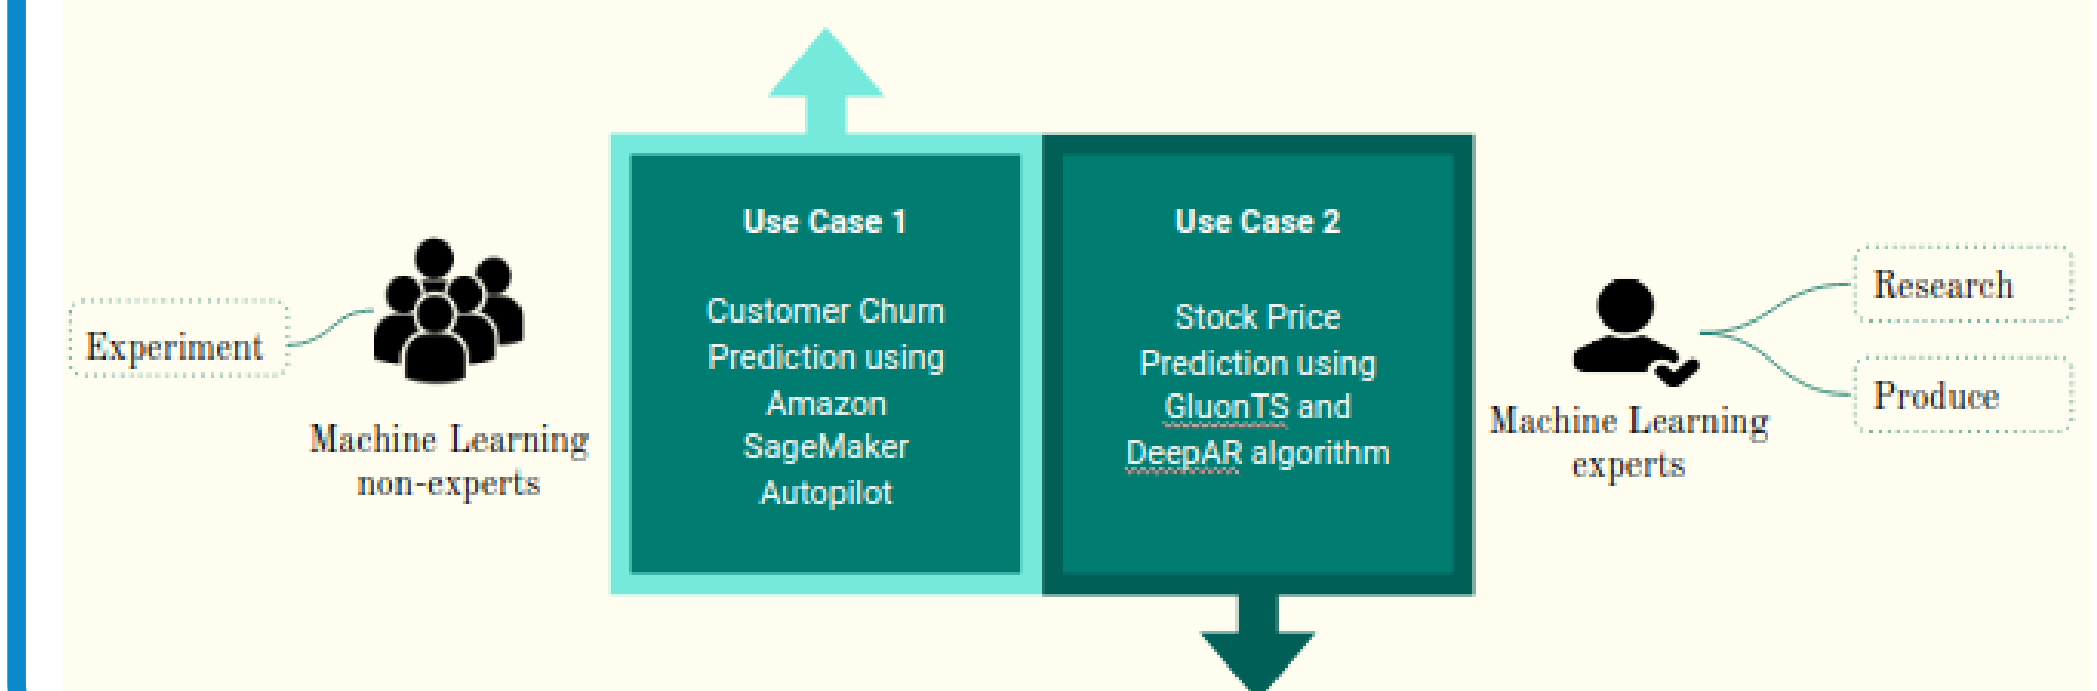 Experiment
Machine Learning
non-experts
Use Case 1
Customer Churn
Prediction using
Amazon
SageMaker
Autopilot
Use Case 2
Stock Price
Prediction using
GluonTS and
DeepAR algorithm
Machine Learning
experts
Research
Produce